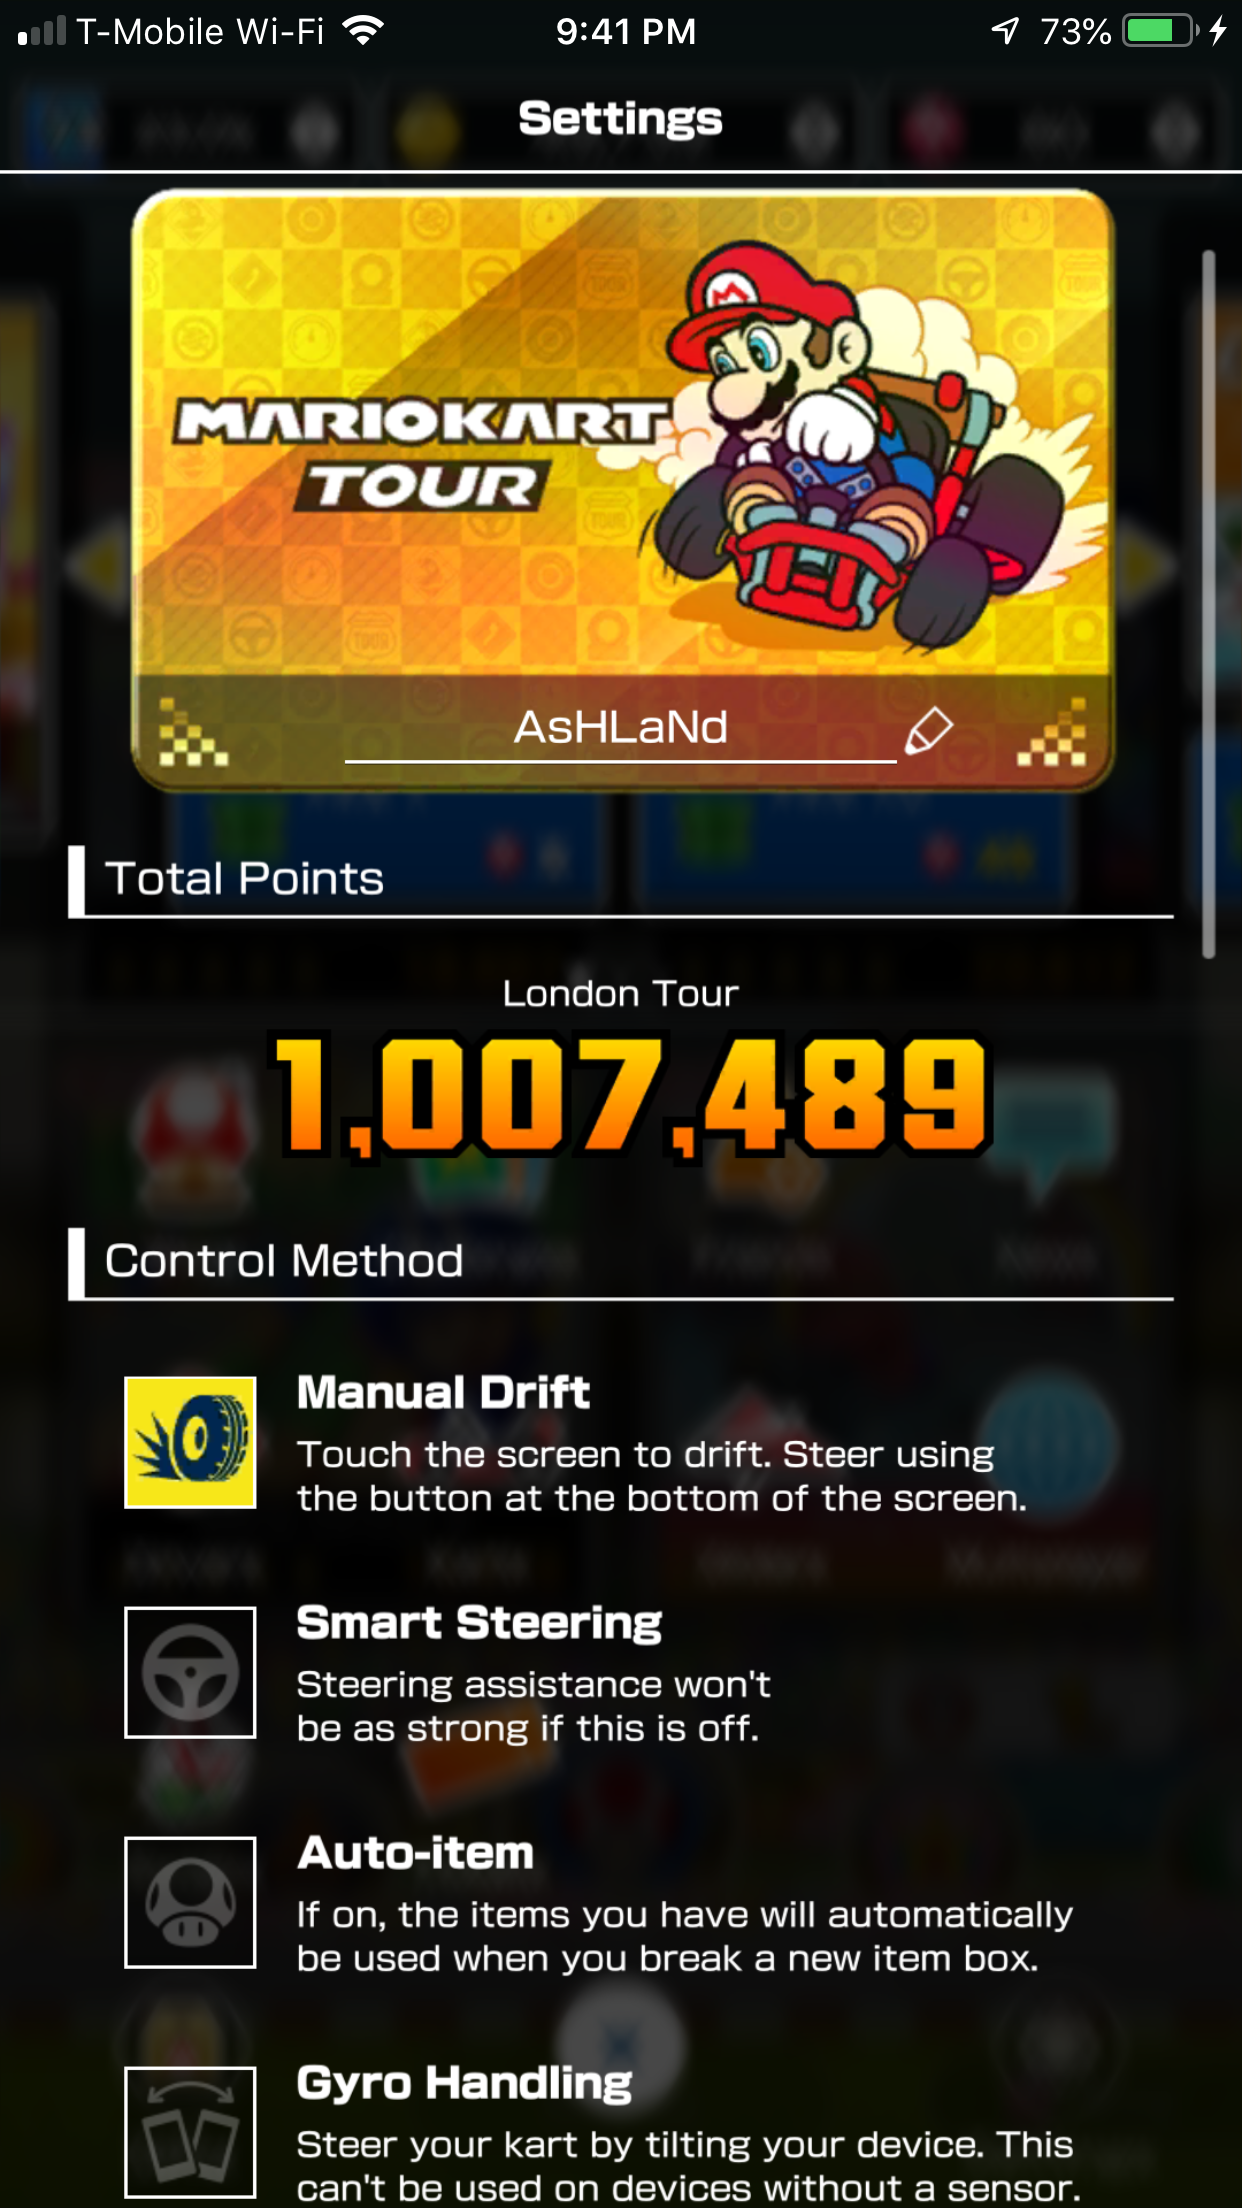 T-Mobile Wi-Fi 9:41 PM 73%
Settings
MARIOKART
TOUR
AsHLaNd
Total Points
London Tour
1,007,489
Control Method
Manual Drift
Touch the screen to drift. Steer using
the button at the bottom of the screen.
Smart Steering
Steering assistance won't
be as strong if this is off.
Auto-item
If on, the items you have will automatically
be used when you break a new item box.
Gyro Handling
Steer your kart by tilting your device. This
can't be used on devices without a sensor.